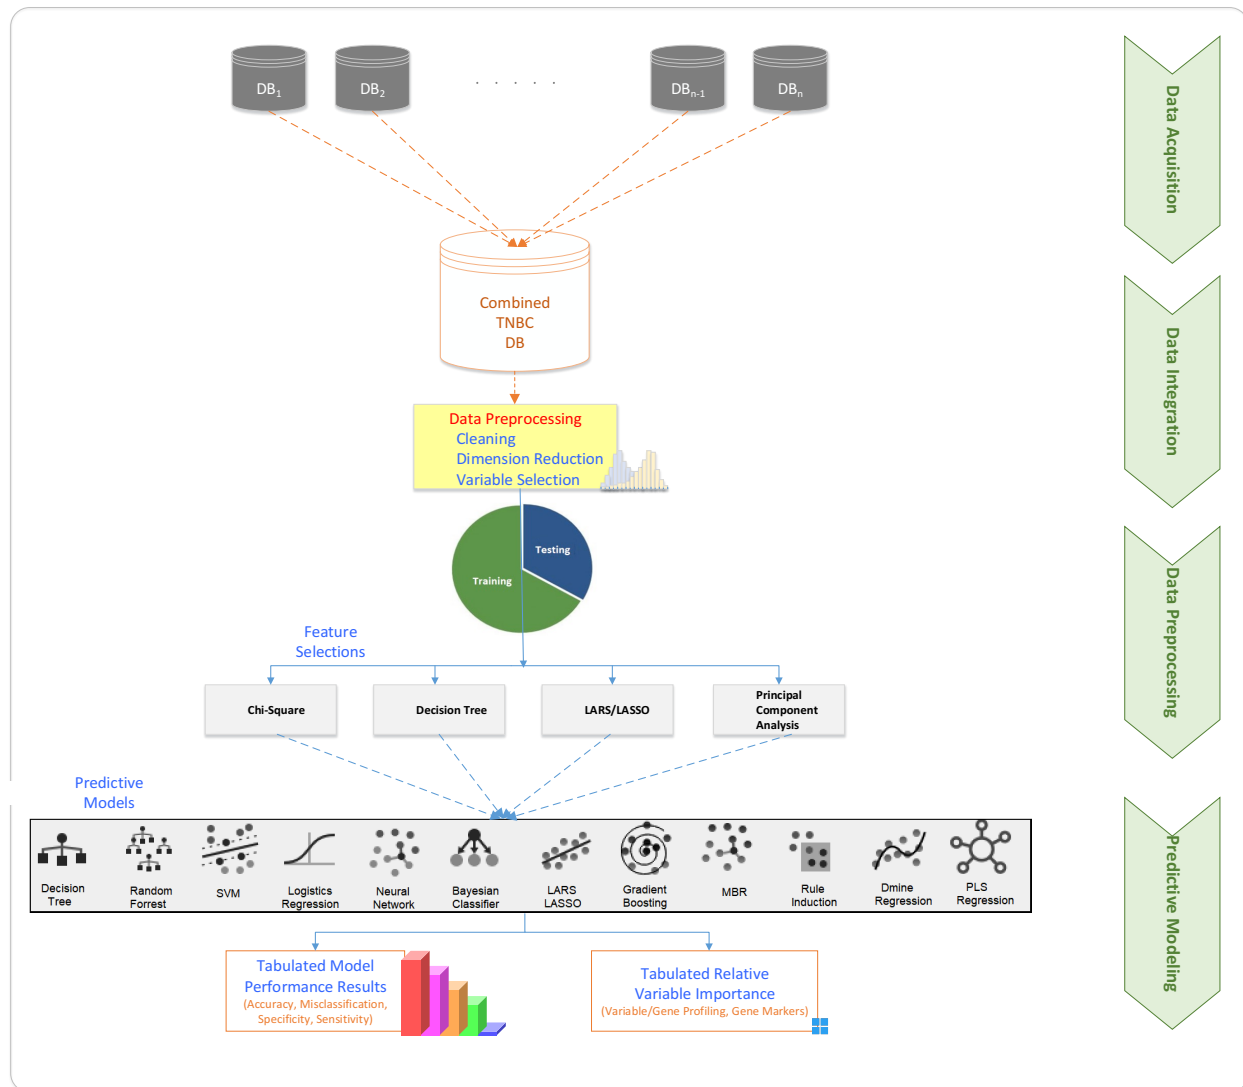 DB1
DB2
. . . . .
DBn-1
DBn
Data Acquisition
Combined
TNBC
DB
Data Integration
Data Preprocessing
Cleaning
Dimension Reduction
Variable Selection
Testing
Training
Data Preprocessing
Feature
Selections
Chi-Square
Decision Tree
LARS/LASSO
Principal
Component
Analysis
Predictive
Models
Decision
Tree
Random
Forrest
SVM
Logistics
Regression
Neural
Network
Bayesian
Classifier
LARS
LASSO
Gradient
Boosting
MBR
Rule
Induction
Dmine
Regression
PLS
Regression
Predictive Modeling
Tabulated Model
Performance Results
(Accuracy, Misclassification,
Specificity, Sensitivity)
Tabulated Relative
Variable Importance
(Variable/Gene Profiling, Gene Markers)